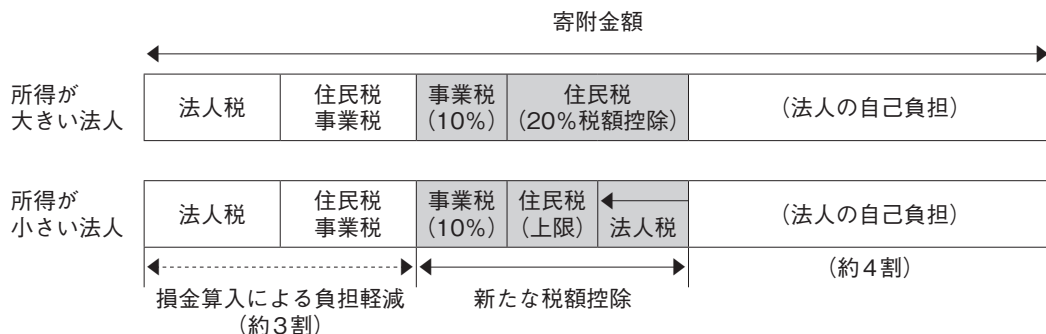 寄附金額
所得が
大きい法人
法人税
住民税
事業税
事業税
(10%)
住民税
(20%税額控除)
(法人の自己負担)
所得が
小さい法人
法人税
住民税
事業税
事業税
(10%)
住民税
(上限)
法人税
(法人の自己負担)
損金算入による負担軽減
(約3割)
新たな税額控除
(約4割)